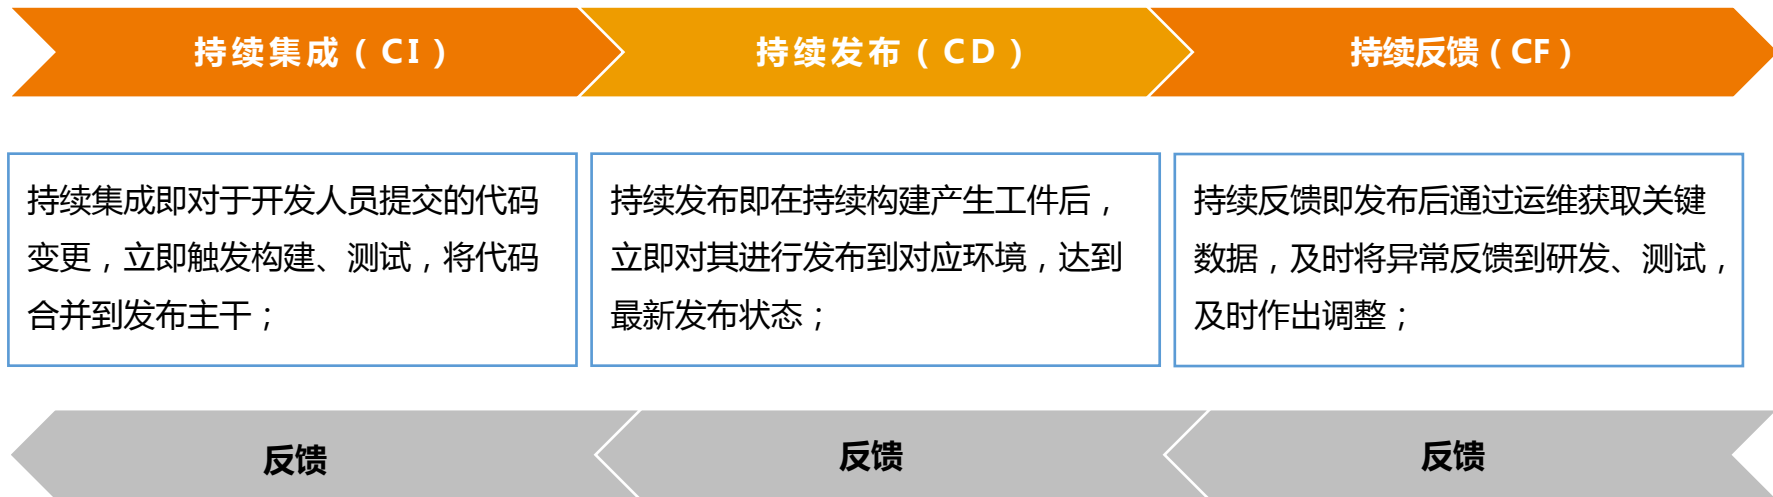 持续集成（CI）
持续发布（CD）
持续反馈（CF）
持续集成即对于开发人员提交的代码
变更，立即触发构建、测试，将代码
合并到发布主干；
持续发布即在持续构建产生工件后，
立即对其进行发布到对应环境，达到
最新发布状态；
持续反馈即发布后通过运维获取关键
数据，及时将异常反馈到研发、测试，
及时作出调整；
反馈
反馈
反馈